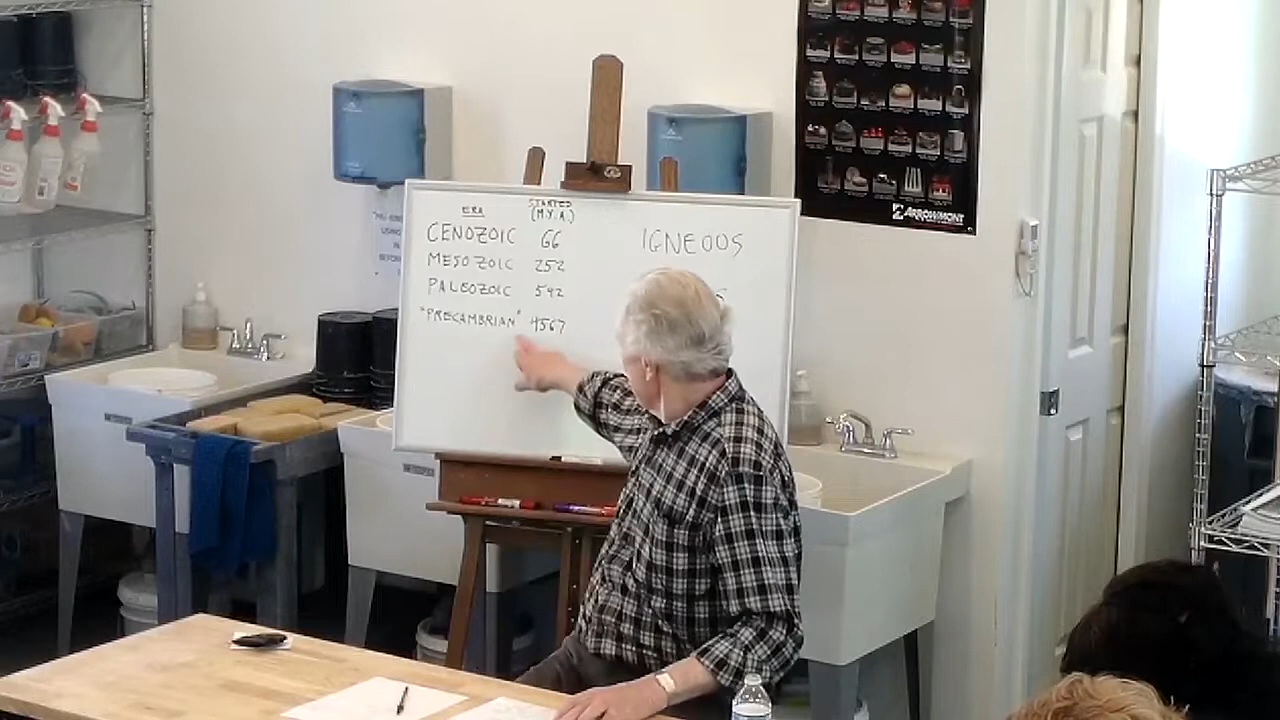 ERA STARTED
(M.Y.A.)
CENOZOIC 66
MESOZOIC 252
PALEOZOIC 542
"PRECAMBRIAN" 4567
IGNEOUS
ARROWMONT